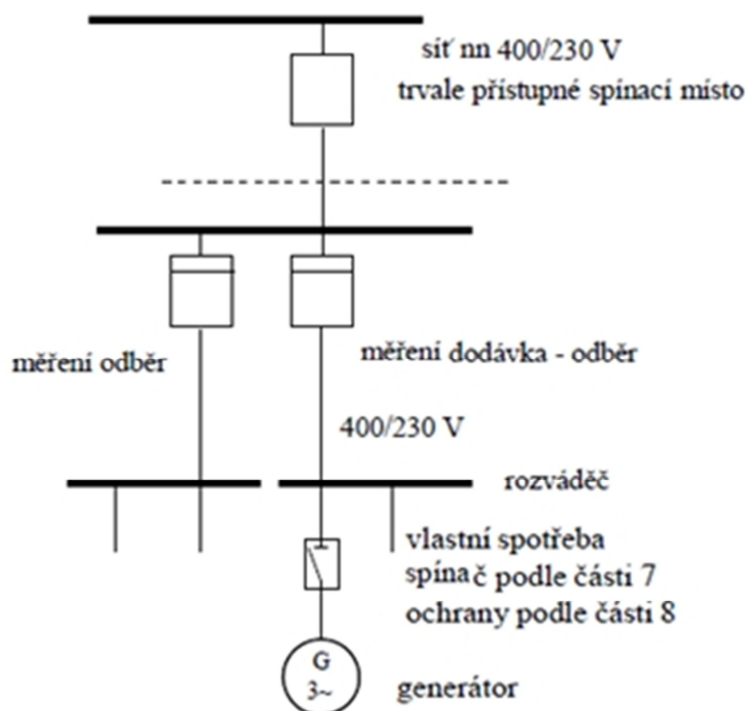 síť nn 400/230 V
trvale přístupné spínací místo
měření odběr
měření dodávka - odběr
400/230 V
rozváděč
vlastní spotřeba
spínač podle části 7
ochrany podle části 8
G
3~
generátor